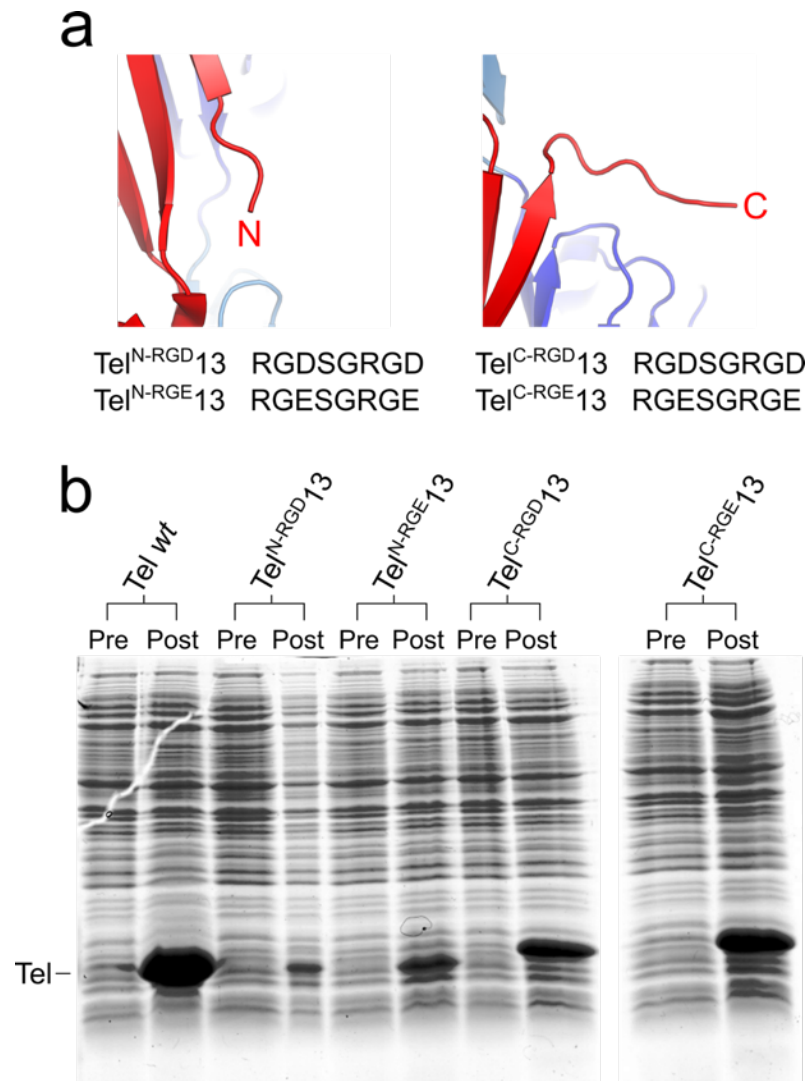 a
N
C
Tel^N-RGD13 RGDSGRGD
Tel^N-RGE13 RGESGRGE
Tel^C-RGD13 RGDSGRGD
Tel^C-RGE13 RGESGRGE
b
Tel wt
Tel^N-RGD13
Tel^N-RGE13
Tel^C-RGD13
Tel^C-RGE13
Pre Post Pre Post Pre Post Pre Post Pre Post
Tel